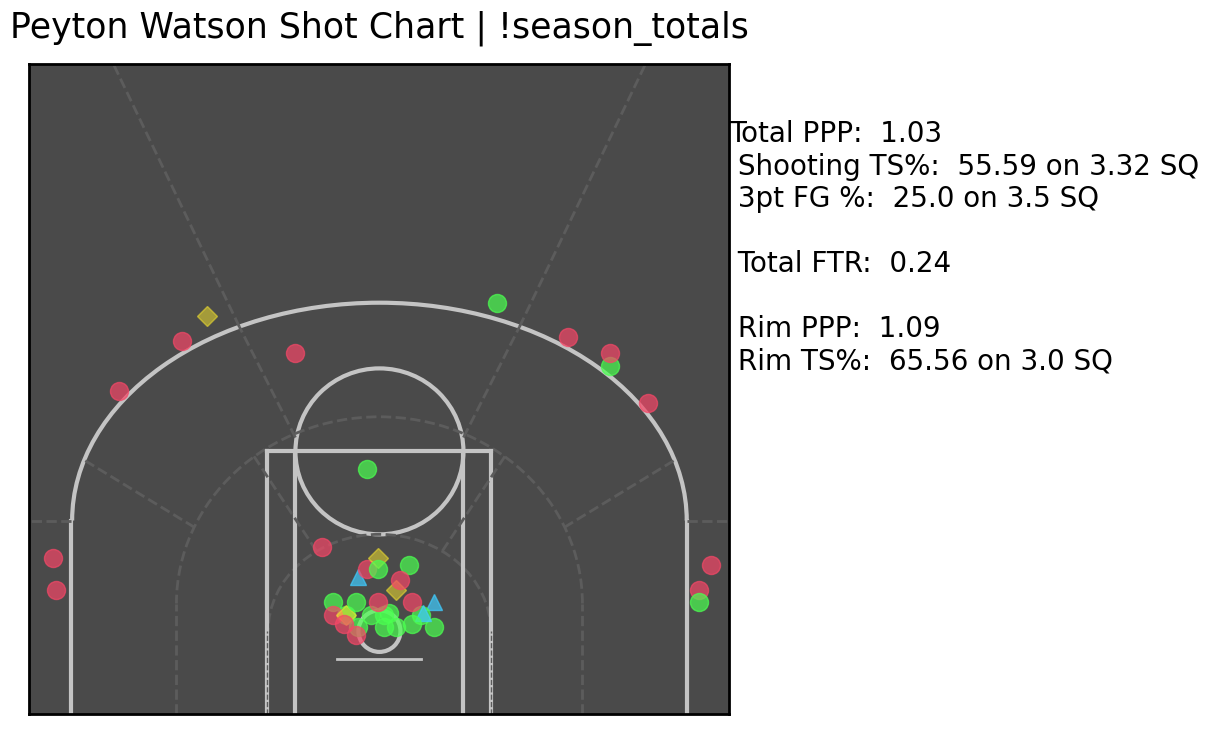 Peyton Watson Shot Chart | !season_totals
Total PPP: 1.03
Shooting TS%: 55.59 on 3.32 SQ
3pt FG %: 25.0 on 3.5 SQ
Total FTR: 0.24
Rim PPP: 1.09
Rim TS%: 65.56 on 3.0 SQ